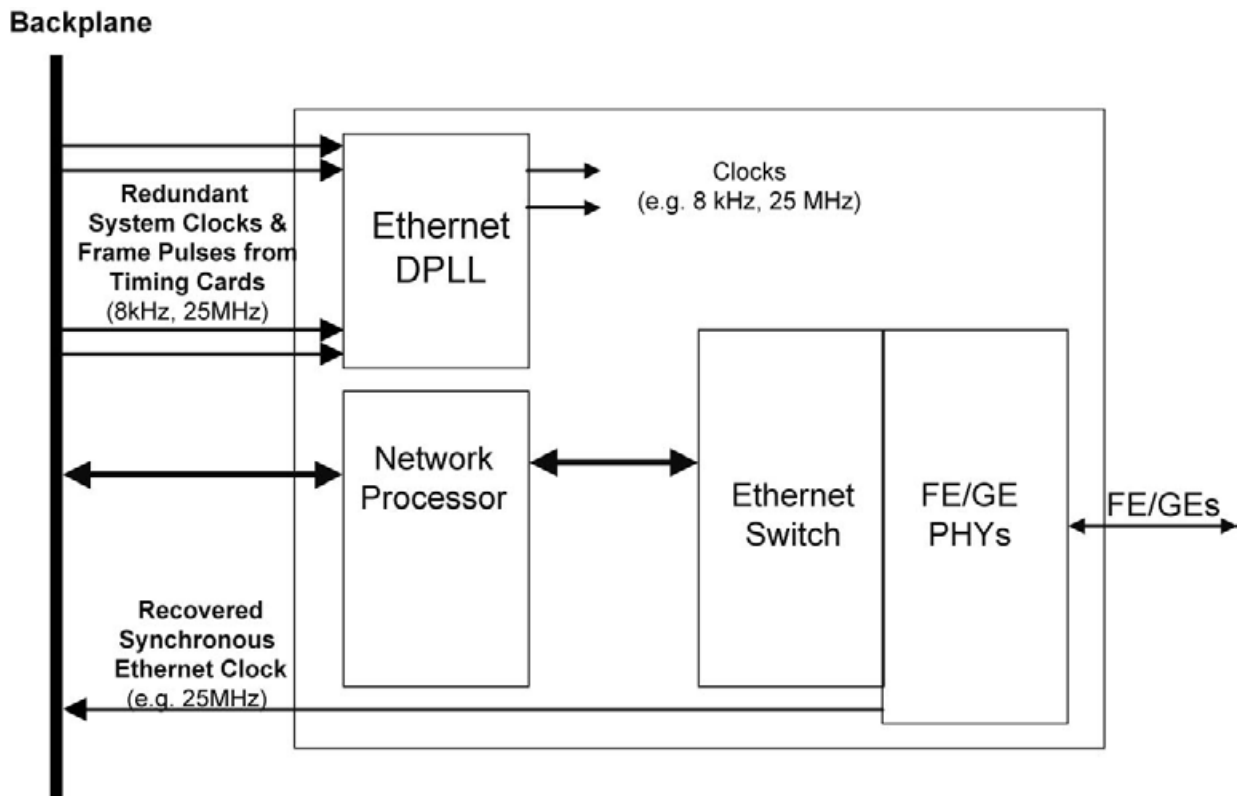 Backplane
Redundant
System Clocks &
Frame Pulses from
Timing Cards
(8kHz, 25MHz)
Ethernet
DPLL
Clocks
(e.g. 8 kHz, 25 MHz)
Network
Processor
Ethernet
Switch
FE/GE
PHYs
FE/GEs
Recovered
Synchronous
Ethernet Clock
(e.g. 25MHz)